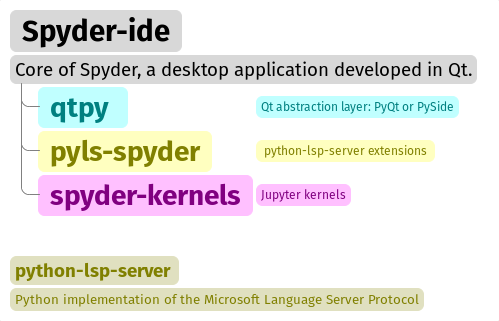 Spyder-ide
Core of Spyder, a desktop application developed in Qt.
qtpy
Qt abstraction layer: PyQt or PySide
pyls-spyder
python-lsp-server extensions
spyder-kernels
Jupyter kernels
python-lsp-server
Python implementation of the Microsoft Language Server Protocol